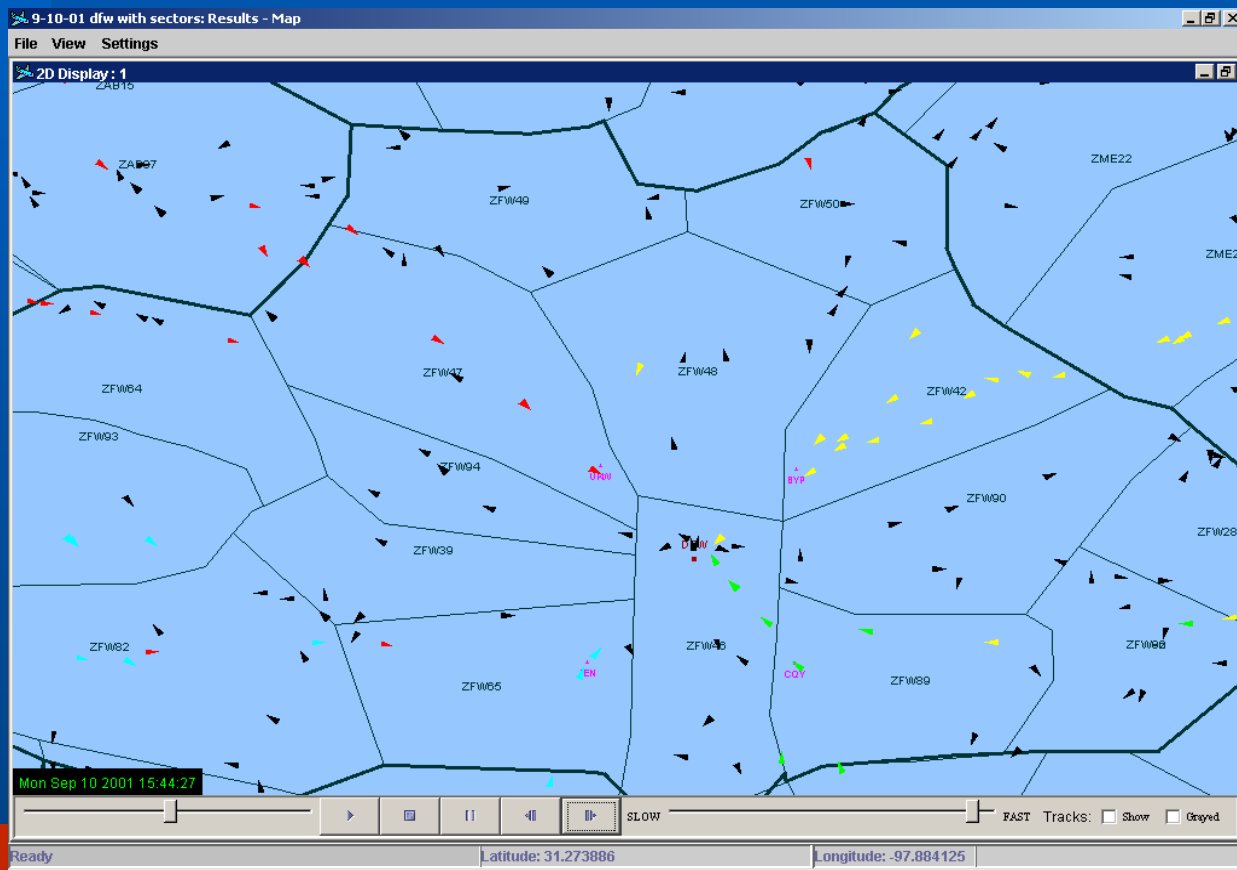 9-10-01 dfw with sectors: Results - Map
File View Settings
2D Display : 1
ZAB15
ZME22
ZFW49
ZFW50
ZFW47
ZFW48
ZFW64
ZFW42
ZFW93
ZFW94
BYP
ZFW90
ZFW39
ZFW28
ZFW82
ZFW46
CQY
ZFW65
ZFW89
Mon Sep 10 2001 15:44:27
SLOW FAST Tracks: Show Grayed
Ready Latitude: 31.273886 Longitude: -97.884125